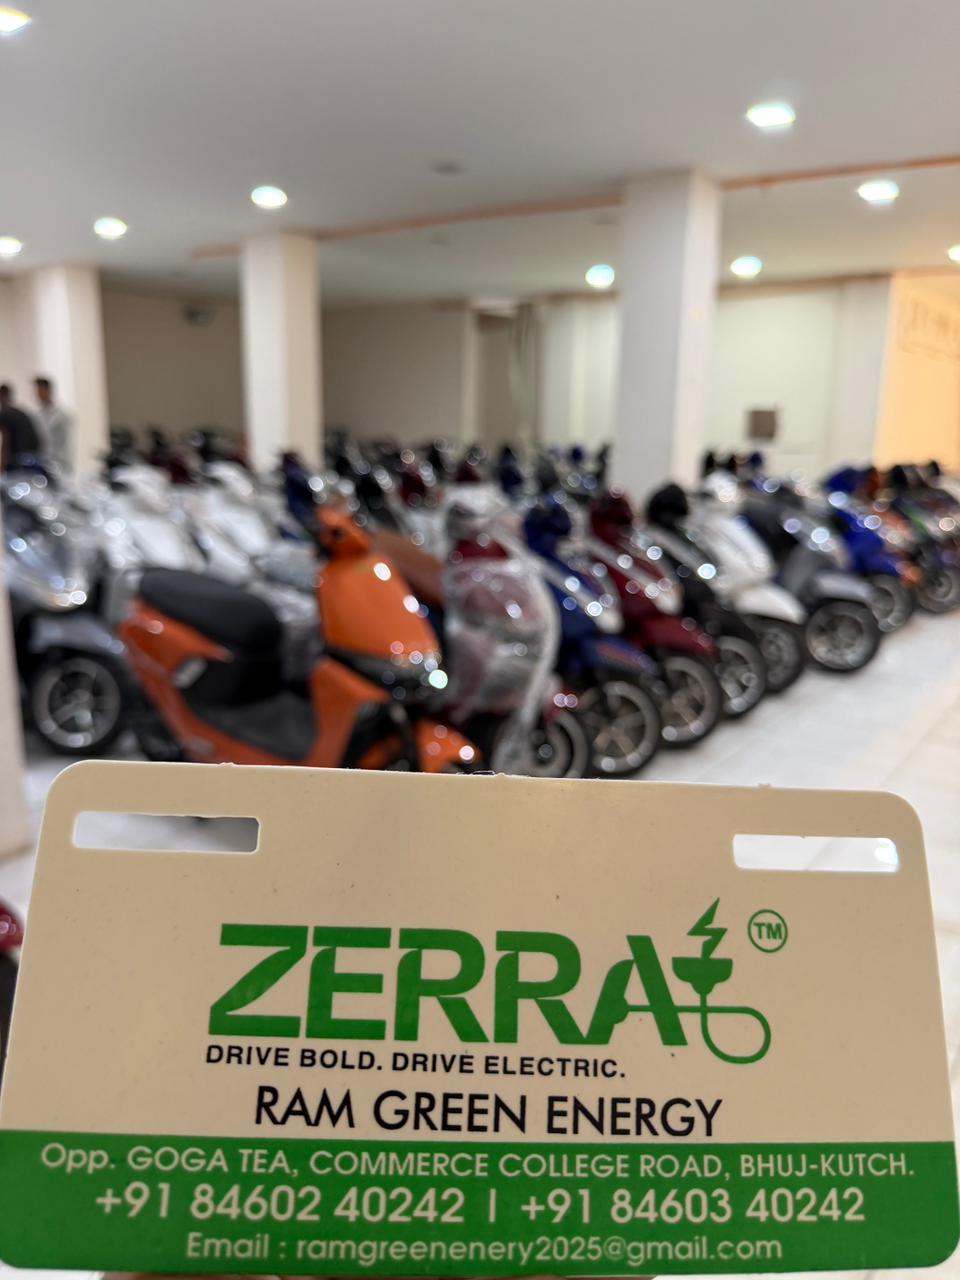 ZERRA TM
DRIVE BOLD. DRIVE ELECTRIC.
RAM GREEN ENERGY
Opp. GOGA TEA, COMMERCE COLLEGE ROAD, BHUJ-KUTCH.
+91 84602 40242 | +91 84603 40242
Email : ramgreenenery2025@gmail.com